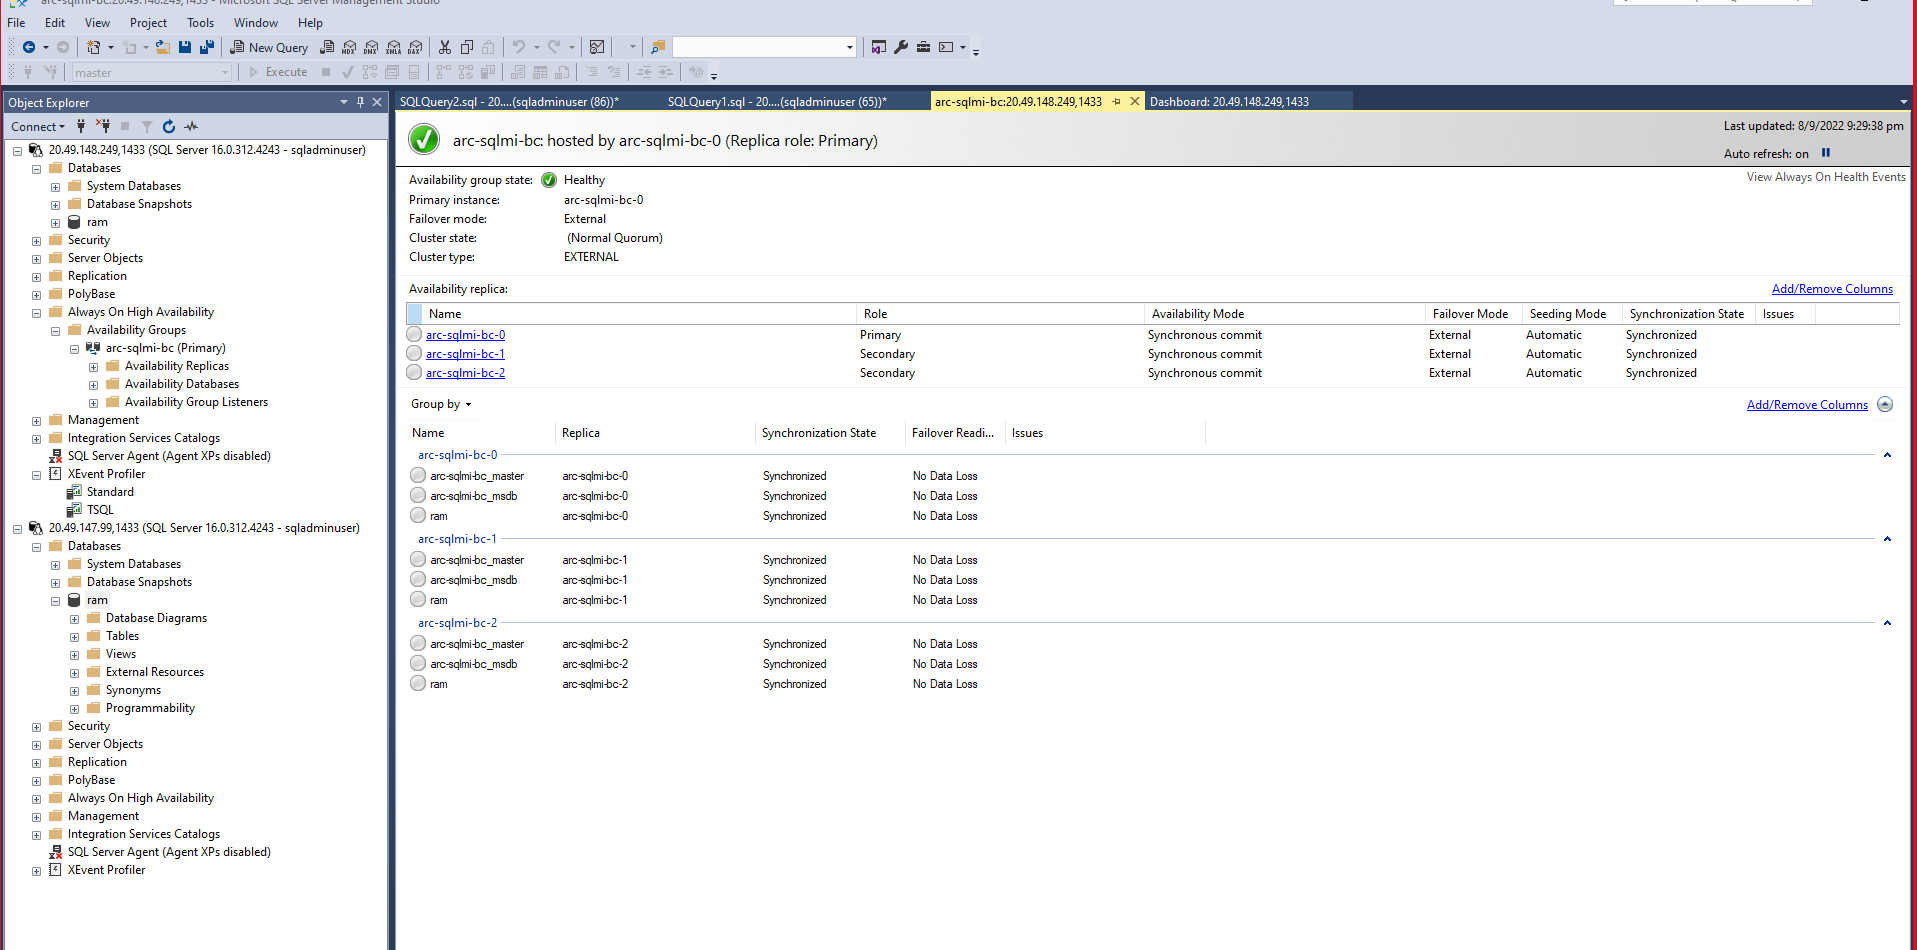 arc-sqlmi-bc:20.49.148.249,1433 - Microsoft SQL Server Management Studio
File Edit View Project Tools Window Help
New Query MDX DMX XMLA DAX
master Execute
Object Explorer
Connect
20.49.148.249,1433 (SQL Server 16.0.312.4243 - sqladminuser)
Databases
System Databases
Database Snapshots
ram
Security
Server Objects
Replication
PolyBase
Always On High Availability
Availability Groups
arc-sqlmi-bc (Primary)
Availability Replicas
Availability Databases
Availability Group Listeners
Management
Integration Services Catalogs
SQL Server Agent (Agent XPs disabled)
XEvent Profiler
Standard
TSQL
20.49.147.99,1433 (SQL Server 16.0.312.4243 - sqladminuser)
Databases
System Databases
Database Snapshots
ram
Database Diagrams
Tables
Views
External Resources
Synonyms
Programmability
Security
Server Objects
Replication
PolyBase
Always On High Availability
Management
Integration Services Catalogs
SQL Server Agent (Agent XPs disabled)
XEvent Profiler
SQLQuery2.sql - 20....(sqladminuser (86))* SQLQuery1.sql - 20....(sqladminuser (65))* arc-sqlmi-bc:20.49.148.249,1433 Dashboard: 20.49.148.249,1433
arc-sqlmi-bc: hosted by arc-sqlmi-bc-0 (Replica role: Primary)
Last updated: 8/9/2022 9:29:38 pm
Auto refresh: on
View Always On Health Events
Availability group state: Healthy
Primary instance: arc-sqlmi-bc-0
Failover mode: External
Cluster state: (Normal Quorum)
Cluster type: EXTERNAL
Availability replica: Add/Remove Columns
Name Role Availability Mode Failover Mode Seeding Mode Synchronization State Issues
arc-sqlmi-bc-0 Primary Synchronous commit External Automatic Synchronized
arc-sqlmi-bc-1 Secondary Synchronous commit External Automatic Synchronized
arc-sqlmi-bc-2 Secondary Synchronous commit External Automatic Synchronized
Group by Add/Remove Columns
Name Replica Synchronization State Failover Readi... Issues
arc-sqlmi-bc-0
arc-sqlmi-bc_master arc-sqlmi-bc-0 Synchronized No Data Loss
arc-sqlmi-bc_msdb arc-sqlmi-bc-0 Synchronized No Data Loss
ram arc-sqlmi-bc-0 Synchronized No Data Loss
arc-sqlmi-bc-1
arc-sqlmi-bc_master arc-sqlmi-bc-1 Synchronized No Data Loss
arc-sqlmi-bc_msdb arc-sqlmi-bc-1 Synchronized No Data Loss
ram arc-sqlmi-bc-1 Synchronized No Data Loss
arc-sqlmi-bc-2
arc-sqlmi-bc_master arc-sqlmi-bc-2 Synchronized No Data Loss
arc-sqlmi-bc_msdb arc-sqlmi-bc-2 Synchronized No Data Loss
ram arc-sqlmi-bc-2 Synchronized No Data Loss